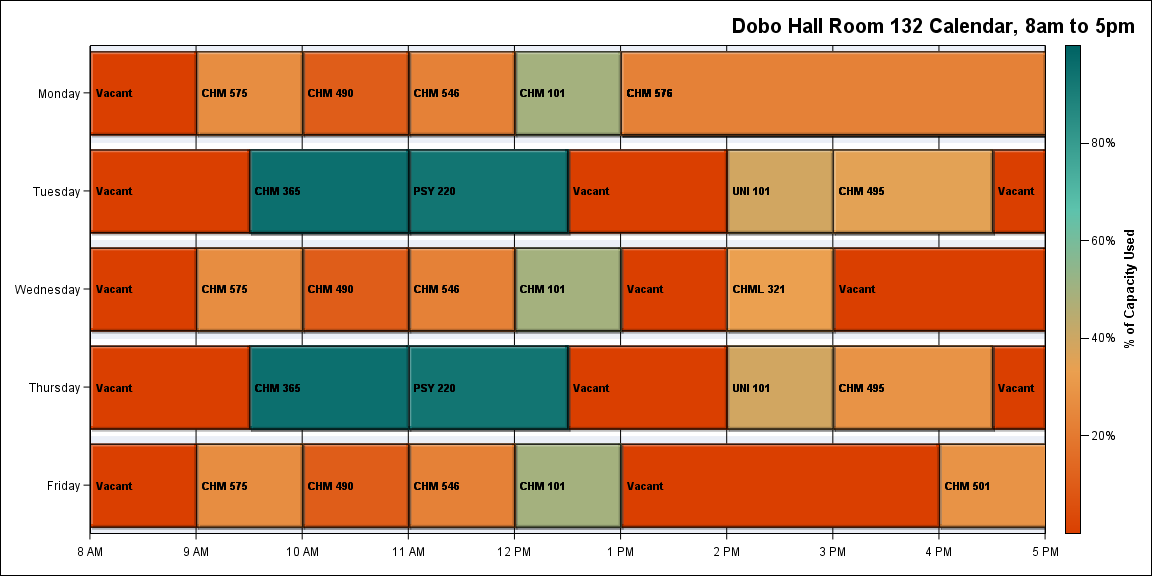 Dobo Hall Room 132 Calendar, 8am to 5pm
Monday
Vacant
CHM 575
CHM 490
CHM 546
CHM 101
CHM 576
Tuesday
Vacant
CHM 365
PSY 220
Vacant
UNI 101
CHM 495
Vacant
Wednesday
Vacant
CHM 575
CHM 490
CHM 546
CHM 101
Vacant
CHML 321
Vacant
Thursday
Vacant
CHM 365
PSY 220
Vacant
UNI 101
CHM 495
Vacant
Friday
Vacant
CHM 575
CHM 490
CHM 546
CHM 101
Vacant
CHM 501
8 AM
9 AM
10 AM
11 AM
12 PM
1 PM
2 PM
3 PM
4 PM
5 PM
80%
60%
40%
20%
% of Capacity Used